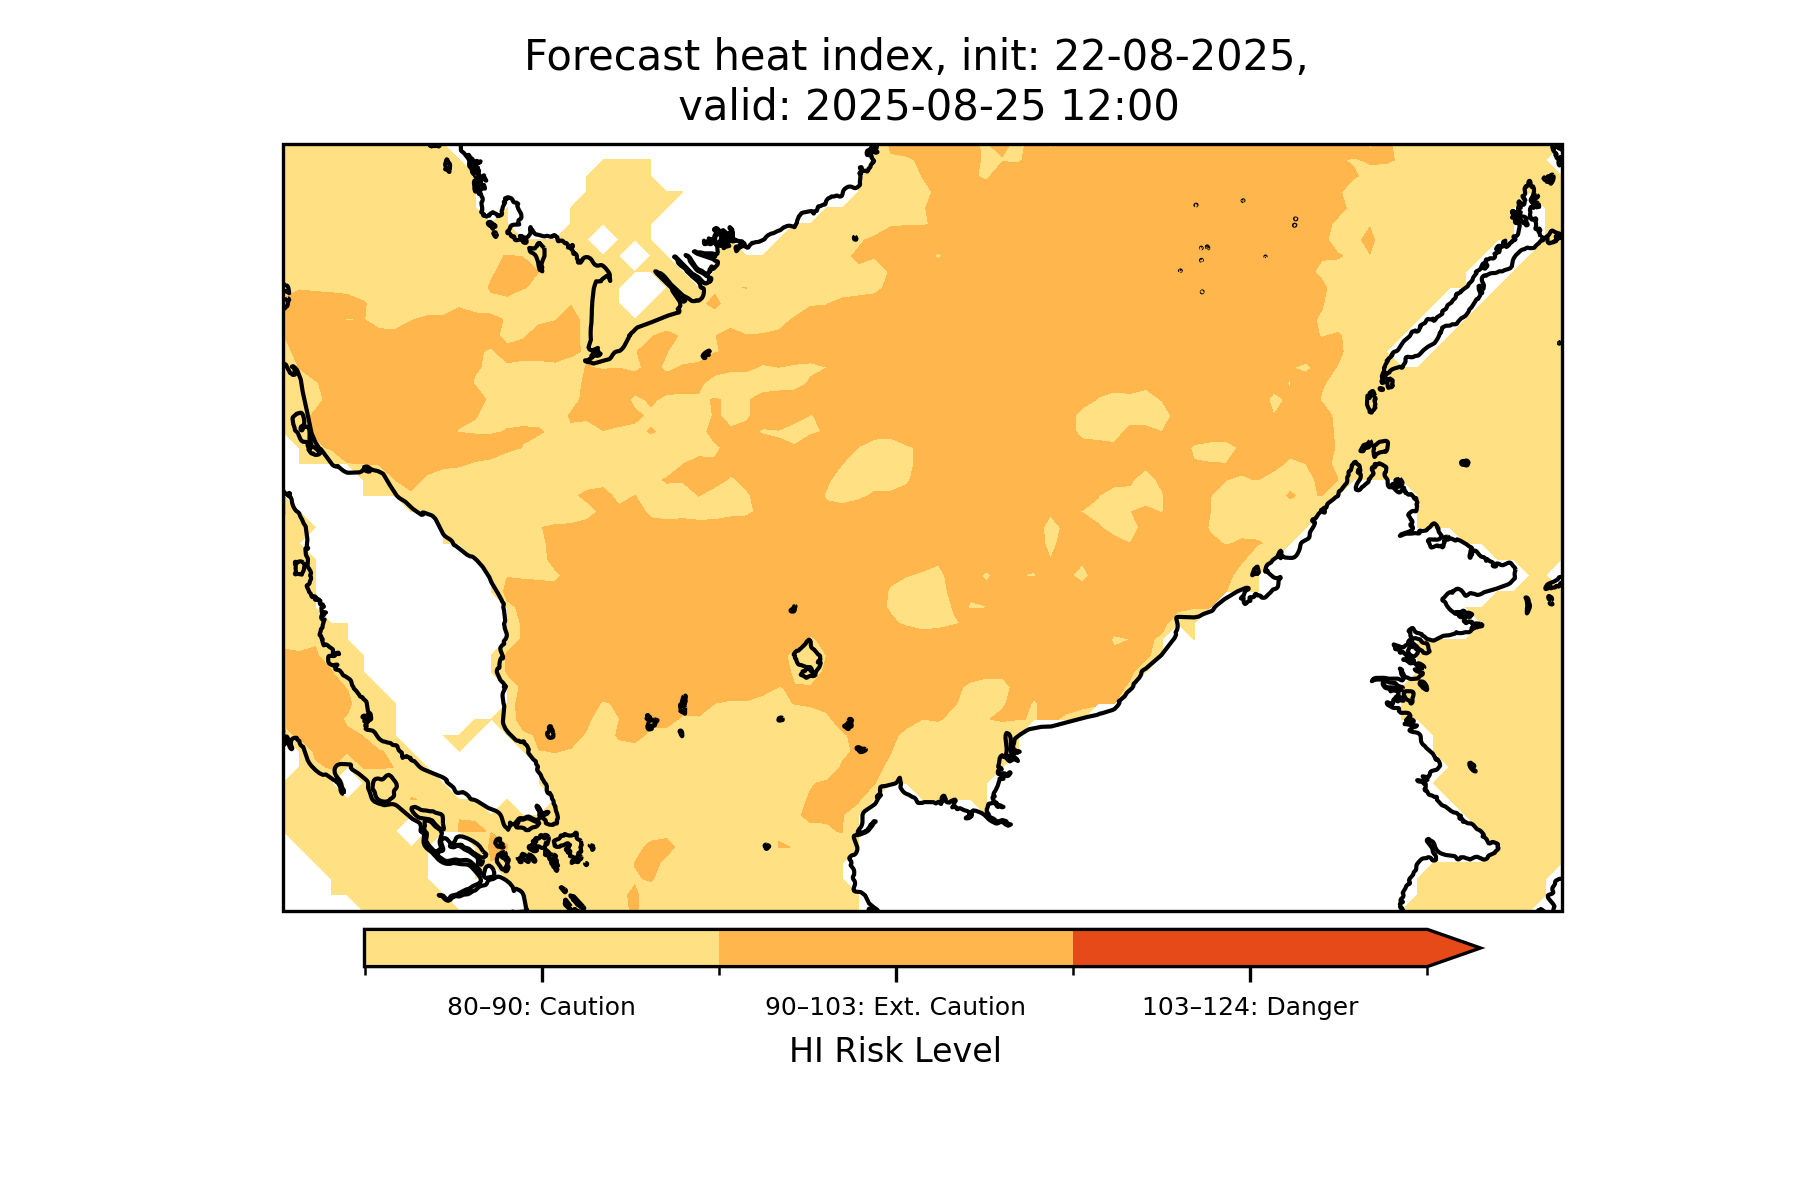 Forecast heat index, init: 22-08-2025,
valid: 2025-08-25 12:00
80–90: Caution
90–103: Ext. Caution
103–124: Danger
HI Risk Level